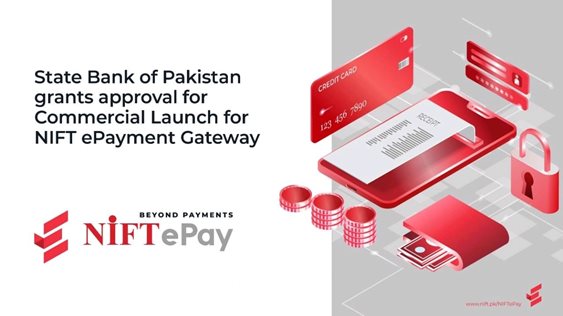 State Bank of Pakistan
grants approval for
Commercial Launch for
NIFT ePayment Gateway
BEYOND PAYMENTS
NiFTePay
CREDIT CARD
123 456 7890
RECEIPT
www.nift.pk/NIFTePay